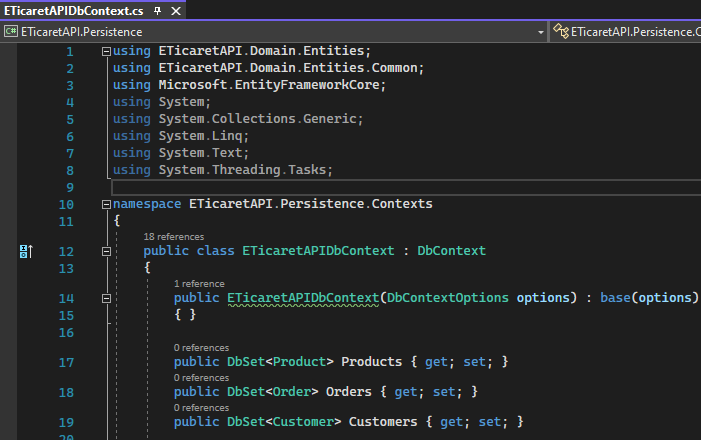 ETicaretAPIDbContext.cs
ETicaretAPI.Persistence
ETicaretAPI.Persistence.C
1 using ETicaretAPI.Domain.Entities;
2 using ETicaretAPI.Domain.Entities.Common;
3 using Microsoft.EntityFrameworkCore;
4 using System;
5 using System.Collections.Generic;
6 using System.Linq;
7 using System.Text;
8 using System.Threading.Tasks;
9
10 namespace ETicaretAPI.Persistence.Contexts
11 {
18 references
12 public class ETicaretAPIDbContext : DbContext
13 {
1 reference
14 public ETicaretAPIDbContext(DbContextOptions options) : base(options)
15 { }
16
0 references
17 public DbSet<Product> Products { get; set; }
0 references
18 public DbSet<Order> Orders { get; set; }
0 references
19 public DbSet<Customer> Customers { get; set; }